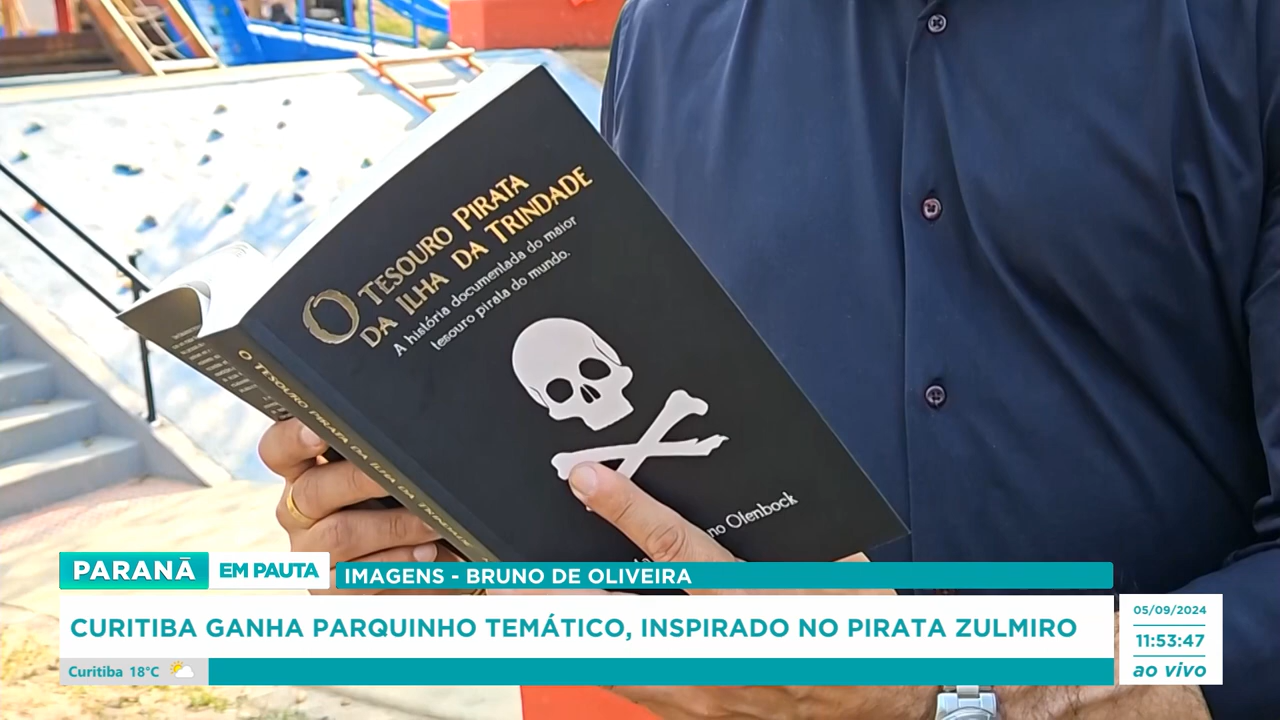 O TESOURO PIRATA
DA ILHA DA TRINDADE
A história documentada do maior
tesouro pirata do mundo.
O TESOURO PIRATA DA ILHA DA TRINDADE
Olenbock
PARANÁ EM PAUTA
IMAGENS - BRUNO DE OLIVEIRA
CURITIBA GANHA PARQUINHO TEMÁTICO, INSPIRADO NO PIRATA ZULMIRO
05/09/2024
11:53:47
ao vivo
Curitiba 18°C